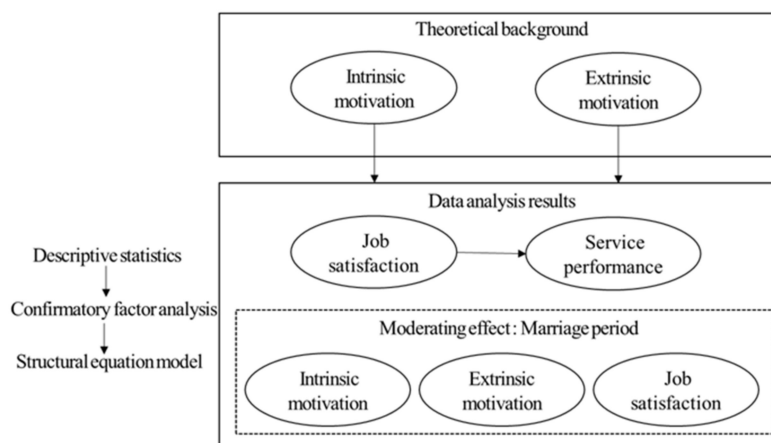 Theoretical background
Intrinsic
motivation
Extrinsic
motivation
Data analysis results
Job
satisfaction
Service
performance
Descriptive statistics
Confirmatory factor analysis
Structural equation model
Moderating effect : Marriage period
Intrinsic
motivation
Extrinsic
motivation
Job
satisfaction